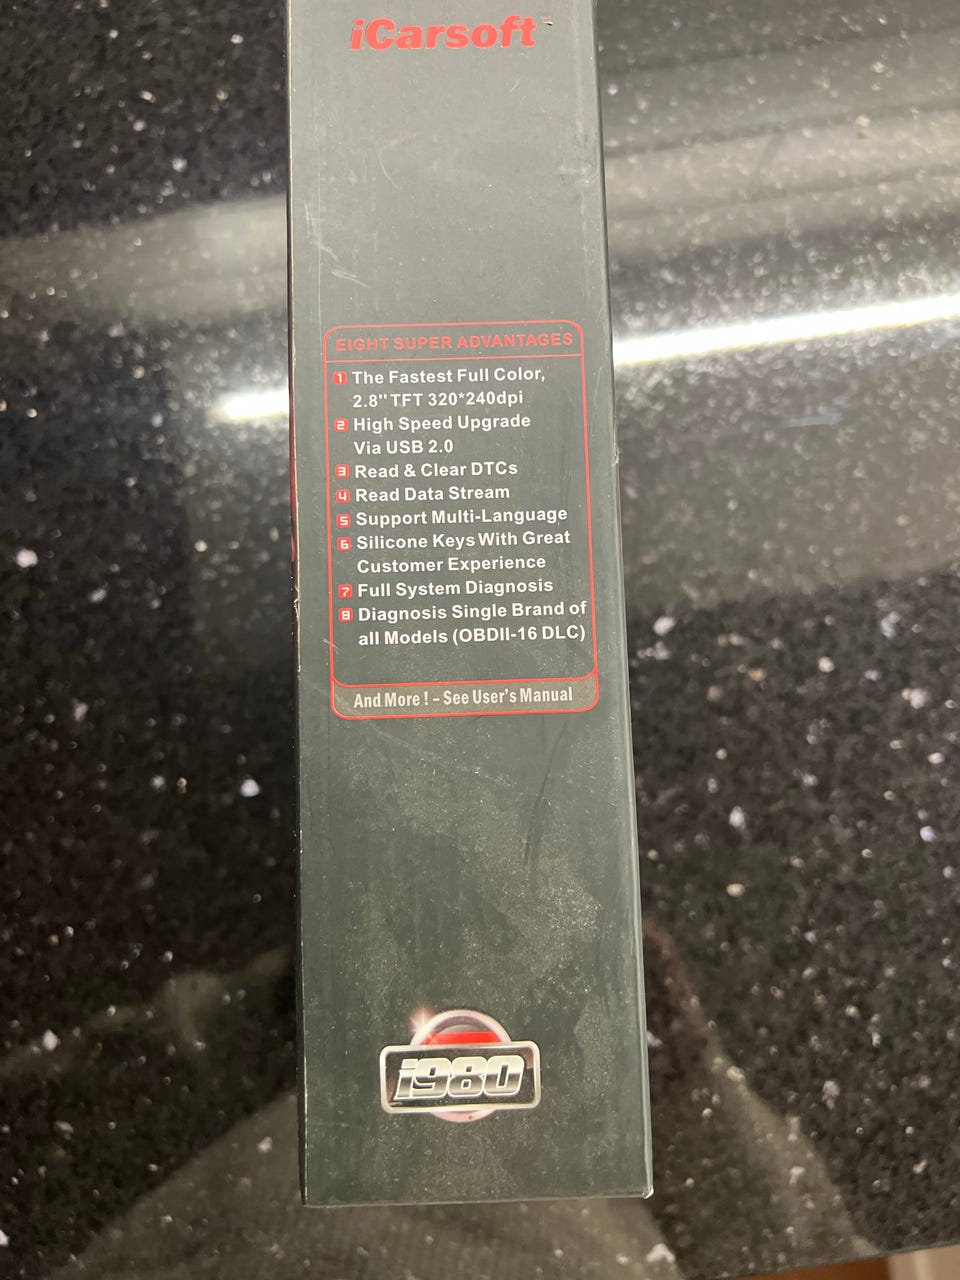 iCarsoft™
EIGHT SUPER ADVANTAGES
1 The Fastest Full Color,
2.8'' TFT 320*240dpi
2 High Speed Upgrade
Via USB 2.0
3 Read & Clear DTCs
4 Read Data Stream
5 Support Multi-Language
6 Silicone Keys With Great
Customer Experience
7 Full System Diagnosis
8 Diagnosis Single Brand of
all Models (OBDII-16 DLC)
And More ! – See User's Manual
i980